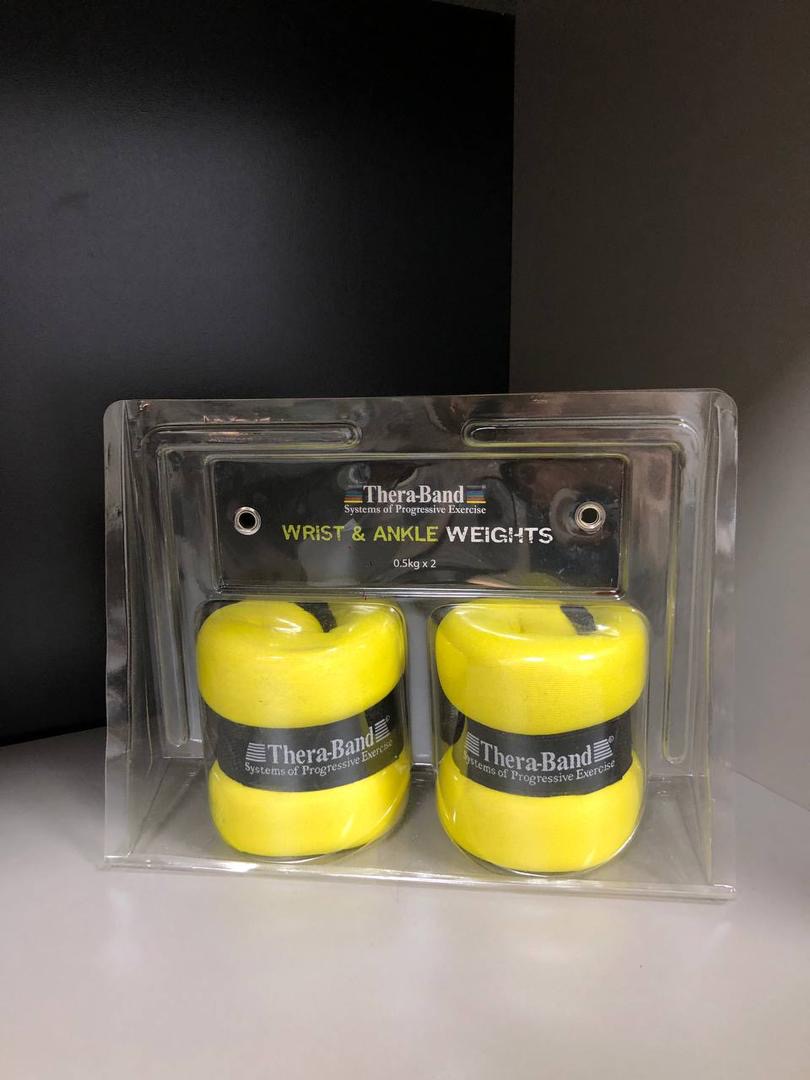 Thera-Band
Systems of Progressive Exercise
WRIST & ANKLE WEIGHTS
0.5kg x 2
Thera-Band®
Systems of Progressive Exercise
Thera-Band®
Systems of Progressive Exercise